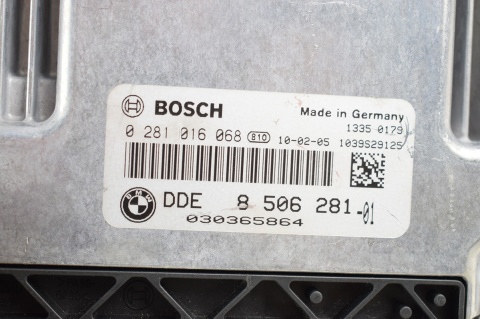 BOSCH Made in Germany
1335 0179
0 281 016 068 810 10-02-05 1039S29125
BMW DDE 8 506 281-01
030365864